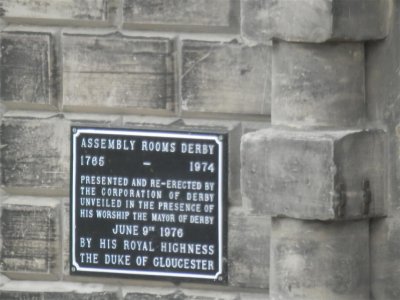 ASSEMBLY ROOMS DERBY
1765 - 1974
PRESENTED AND RE-ERECTED BY
THE CORPORATION OF DERBY
UNVEILED IN THE PRESENCE OF
HIS WORSHIP THE MAYOR OF DERBY
JUNE 9TH 1976
BY HIS ROYAL HIGHNESS
THE DUKE OF GLOUCESTER